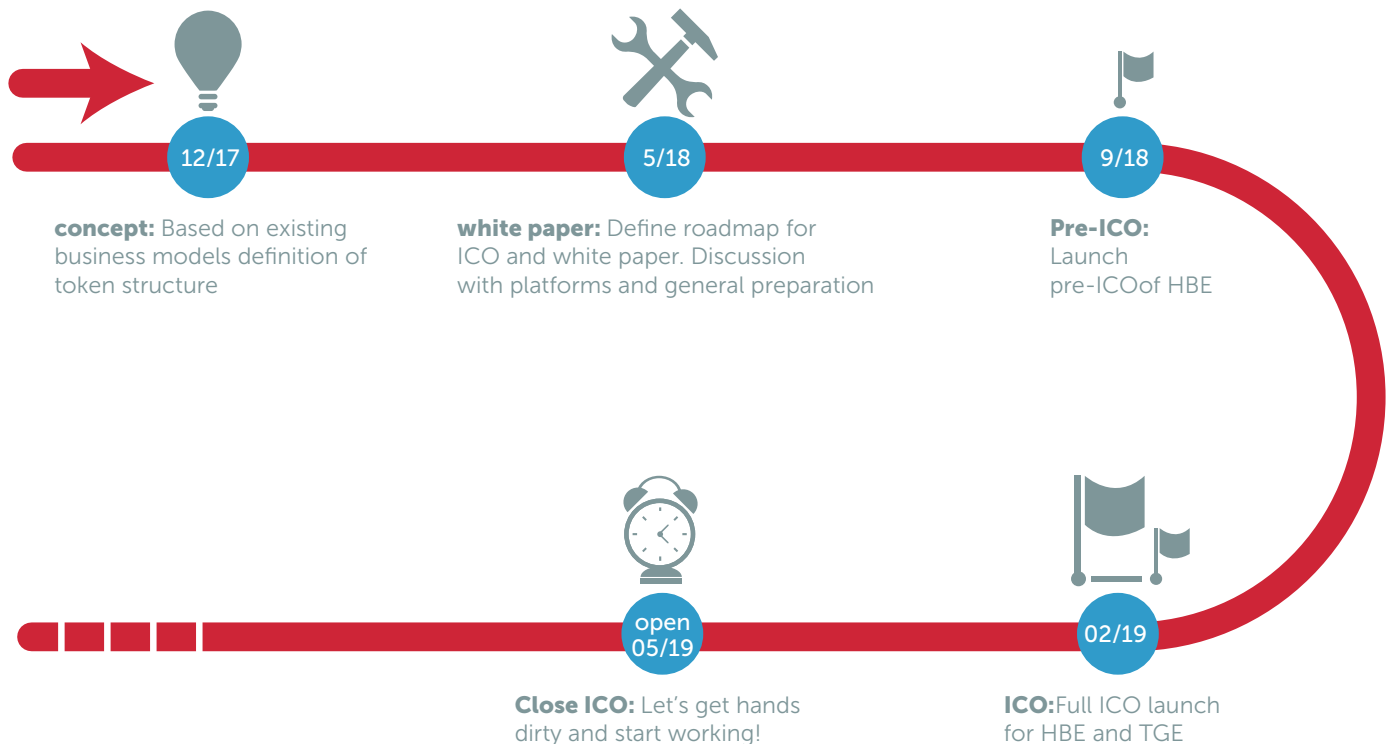 12/17
5/18
9/18
concept: Based on existing
business models definition of
token structure
white paper: Define roadmap for
ICO and white paper. Discussion
with platforms and general preparation
Pre-ICO:
Launch
pre-ICOof HBE
open
05/19
02/19
Close ICO: Let’s get hands
dirty and start working!
ICO:Full ICO launch
for HBE and TGE